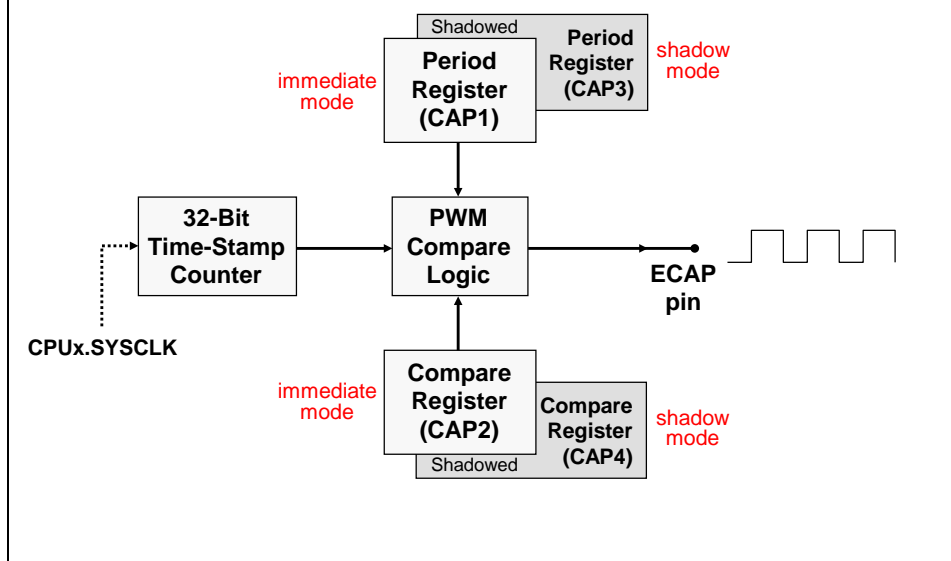 Shadowed
Period
Register
(CAP3)
shadow
mode
immediate
mode
Period
Register
(CAP1)
32-Bit
Time-Stamp
Counter
PWM
Compare
Logic
ECAP
pin
CPUx.SYSCLK
immediate
mode
Compare
Register
(CAP2)
Compare
Register
(CAP4)
shadow
mode
Shadowed